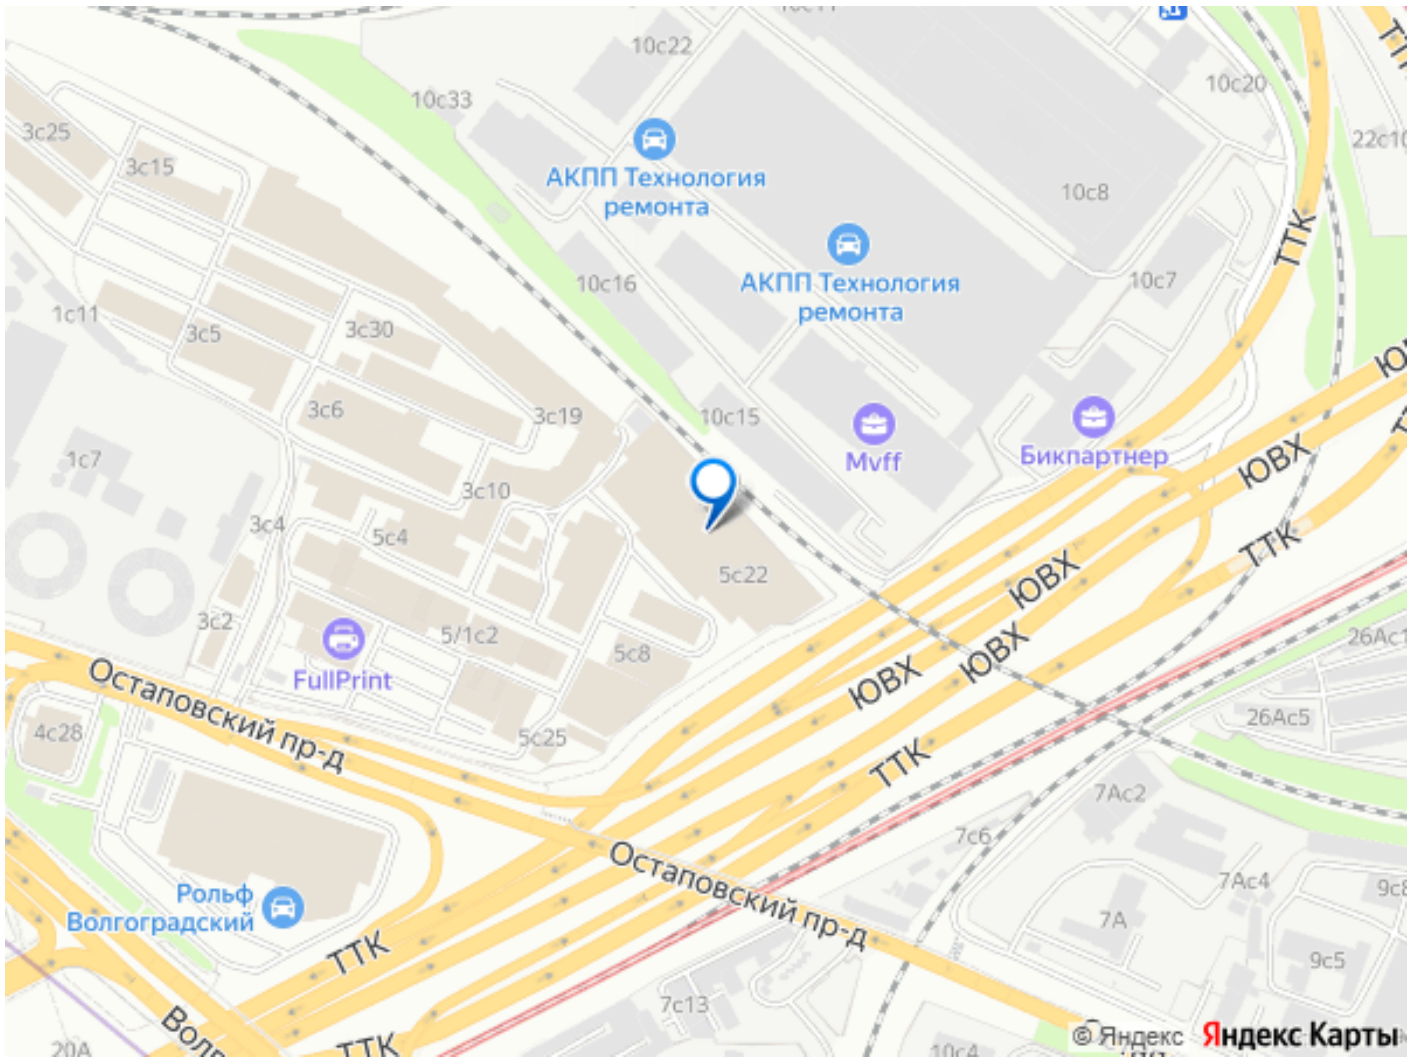 10с22
10с20
10с33
22с10
3с25
3с15
АКПП Технология
ремонта
10с8
ТТК
АКПП Технология
ремонта
10с7
10с16
1с11
3с5
3с30
3с6
3с19
10с15
Mvff
Бикпартнер
ЮВХ
1с7
3с10
3с4
5с4
5с22
ЮВХ
ТТК
3с2
5/1с2
5с8
ЮВХ
26Ас1
FullPrint
ЮВХ
Остаповский пр-д
4с28
5с25
26Ас5
ТТК
7Ас2
7с6
Остаповский пр-д
7Ас4
9с8
Рольф
Волгоградский
7А
ТТК
9с5
7с13
ТТК
20А
10с4
© Яндекс Яндекс Карты